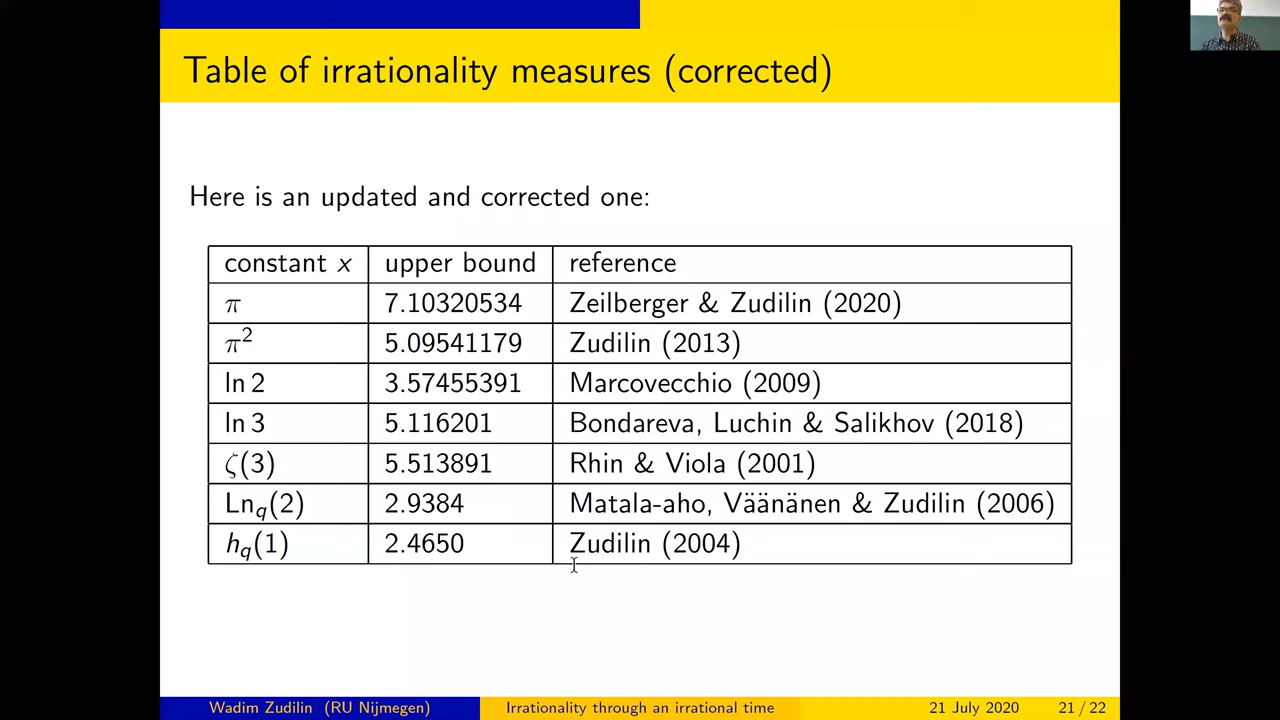 Table of irrationality measures (corrected)
Here is an updated and corrected one:
constant x upper bound reference
π 7.10320534 Zeilberger & Zudilin (2020)
π² 5.09541179 Zudilin (2013)
ln 2 3.57455391 Marcovecchio (2009)
ln 3 5.116201 Bondareva, Luchin & Salikhov (2018)
ζ(3) 5.513891 Rhin & Viola (2001)
Ln_q(2) 2.9384 Matala-aho, Väänänen & Zudilin (2006)
h_q(1) 2.4650 Zudilin (2004)
Wadim Zudilin (RU Nijmegen) Irrationality through an irrational time 21 July 2020 21 / 22